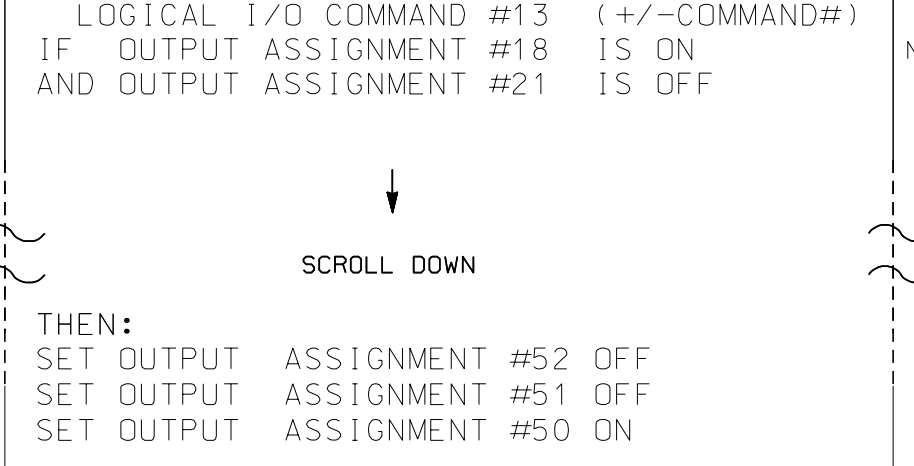 LOGICAL I/O COMMAND #13 (+/-COMMAND#)
IF OUTPUT ASSIGNMENT #18 IS ON
AND OUTPUT ASSIGNMENT #21 IS OFF
SCROLL DOWN
THEN:
SET OUTPUT ASSIGNMENT #52 OFF
SET OUTPUT ASSIGNMENT #51 OFF
SET OUTPUT ASSIGNMENT #50 ON